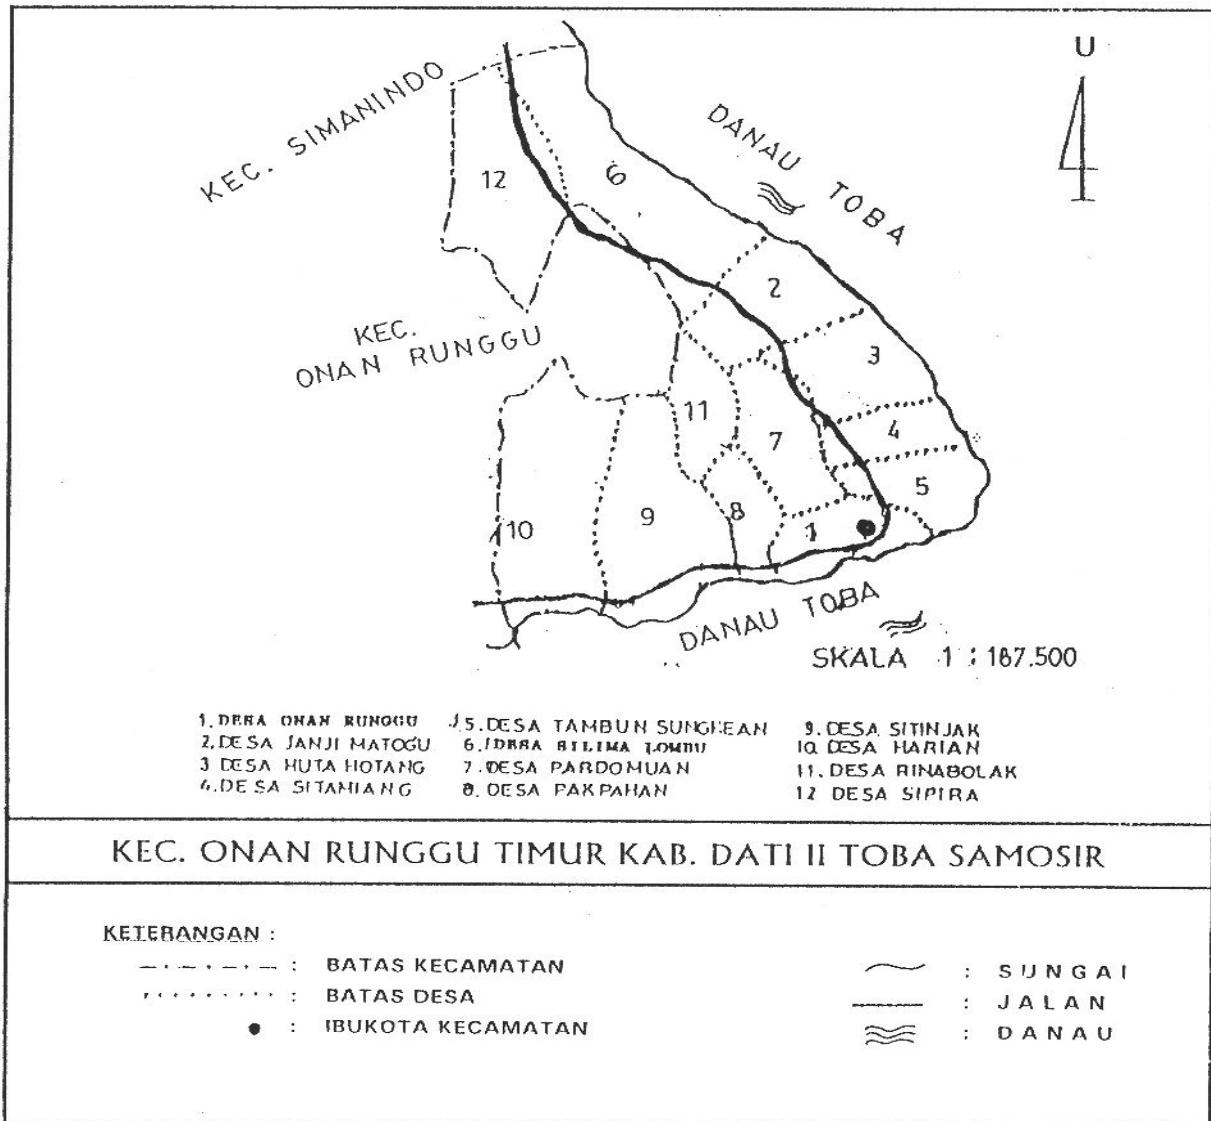 U
KEC. SIMANINDO
DANAU TOBA
12
6
2
KEC.
ONAN RUNGGU
3
11
4
7
5
10
9
8
1
DANAU TOBA
SKALA 1 : 187.500
1. DESA ONAN RUNGGU
2. DESA JANJI MATOGU
3 DESA HUTA HOTANG
4. DESA SITAMIANG
5. DESA TAMBUN SUNGKEAN
6. DESA SILIMA LOMBU
7. DESA PARDOMUAN
8. DESA PAKPAHAN
9. DESA SITINJAK
10. DESA HARIAN
11. DESA RINABOLAK
12 DESA SIPIRA
KEC. ONAN RUNGGU TIMUR KAB. DATI II TOBA SAMOSIR
KETERANGAN :
: BATAS KECAMATAN
: BATAS DESA
: IBUKOTA KECAMATAN
: SUNGAI
: JALAN
: DANAU